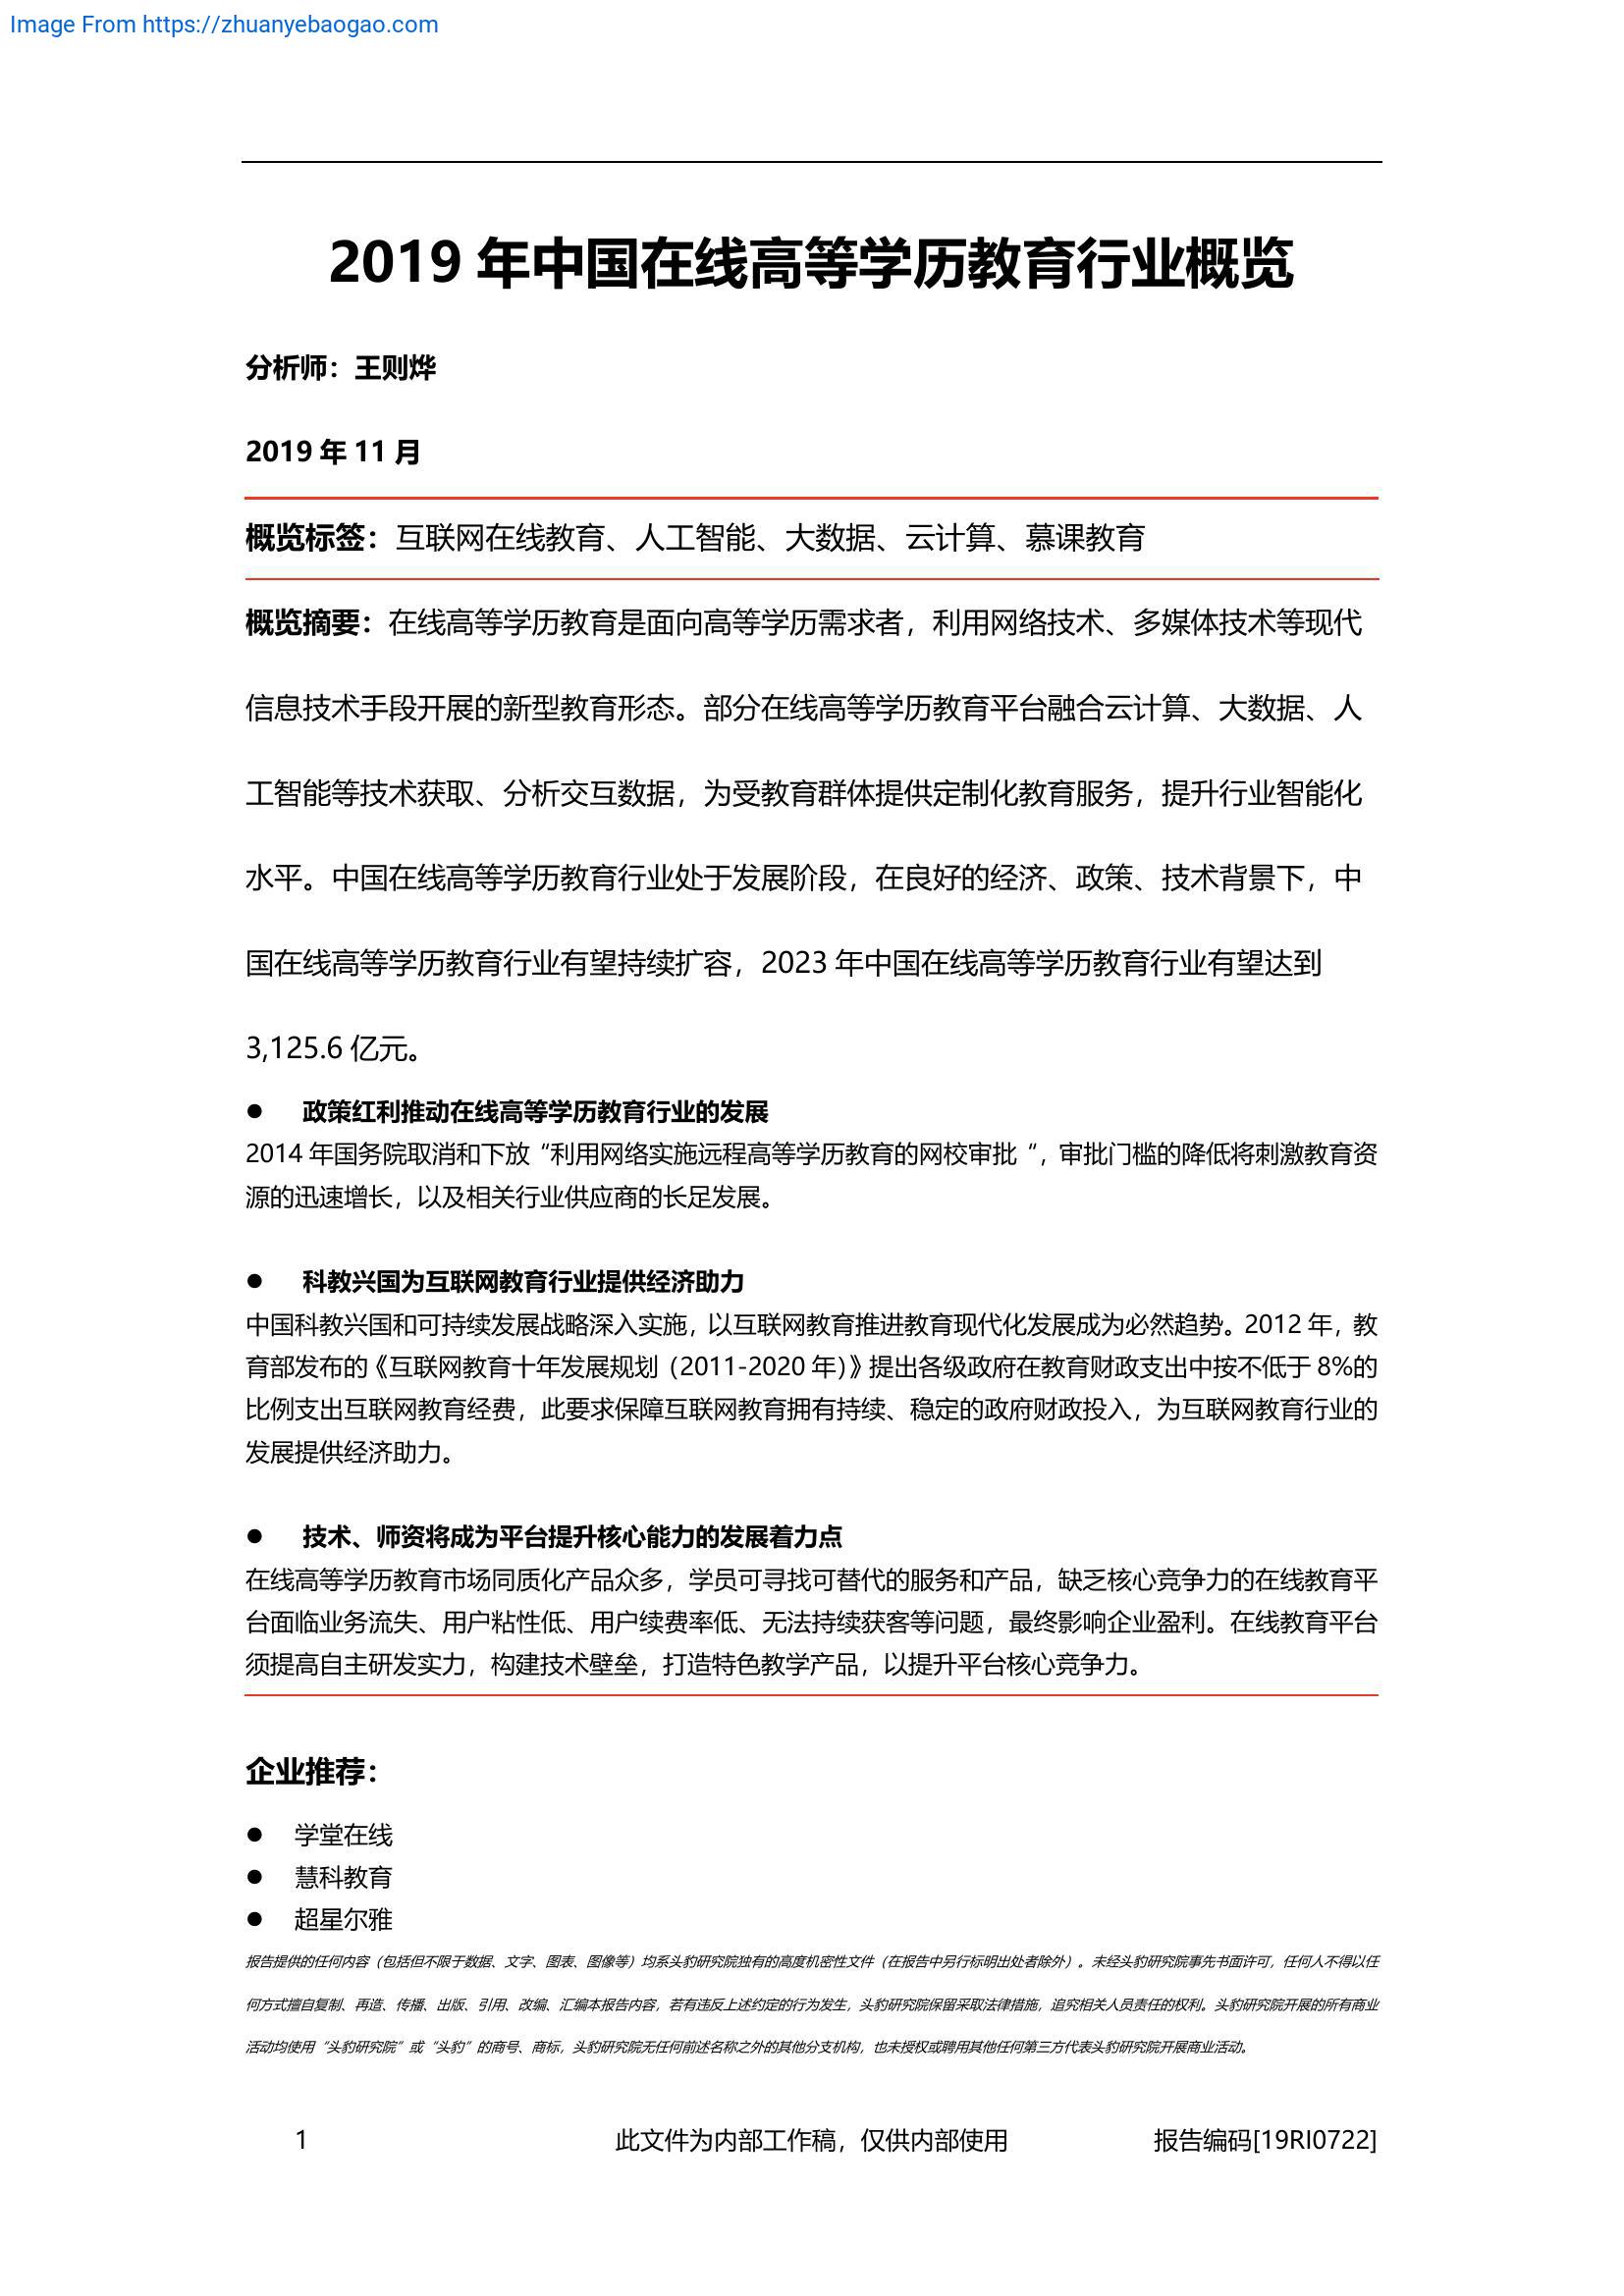 Image From https://zhuanyebaogao.com
2019 年中国在线高等学历教育行业概览
分析师：王则烨
2019 年 11 月
概览标签：互联网在线教育、人工智能、大数据、云计算、慕课教育
概览摘要：在线高等学历教育是面向高等学历需求者，利用网络技术、多媒体技术等现代
信息技术手段开展的新型教育形态。部分在线高等学历教育平台融合云计算、大数据、人
工智能等技术获取、分析交互数据，为受教育群体提供定制化教育服务，提升行业智能化
水平。中国在线高等学历教育行业处于发展阶段，在良好的经济、政策、技术背景下，中
国在线高等学历教育行业有望持续扩容，2023 年中国在线高等学历教育行业有望达到
3,125.6 亿元。
● 政策红利推动在线高等学历教育行业的发展
2014 年国务院取消和下放“利用网络实施远程高等学历教育的网校审批“，审批门槛的降低将刺激教育资
源的迅速增长，以及相关行业供应商的长足发展。
● 科教兴国为互联网教育行业提供经济助力
中国科教兴国和可持续发展战略深入实施，以互联网教育推进教育现代化发展成为必然趋势。2012 年，教
育部发布的《互联网教育十年发展规划（2011-2020 年）》提出各级政府在教育财政支出中按不低于 8%的
比例支出互联网教育经费，此要求保障互联网教育拥有持续、稳定的政府财政投入，为互联网教育行业的
发展提供经济助力。
● 技术、师资将成为平台提升核心能力的发展着力点
在线高等学历教育市场同质化产品众多，学员可寻找可替代的服务和产品，缺乏核心竞争力的在线教育平
台面临业务流失、用户粘性低、用户续费率低、无法持续获客等问题，最终影响企业盈利。在线教育平台
须提高自主研发实力，构建技术壁垒，打造特色教学产品，以提升平台核心竞争力。
企业推荐：
● 学堂在线
● 慧科教育
● 超星尔雅
报告提供的任何内容（包括但不限于数据、文字、图表、图像等）均系头豹研究院独有的高度机密性文件（在报告中另行标明出处者除外）。未经头豹研究院事先书面许可，任何人不得以任
何方式擅自复制、再造、传播、出版、引用、改编、汇编本报告内容，若有违反上述约定的行为发生，头豹研究院保留采取法律措施，追究相关人员责任的权利。头豹研究院开展的所有商业
活动均使用“头豹研究院”或“头豹”的商号、商标，头豹研究院无任何前述名称之外的其他分支机构，也未授权或聘用其他任何第三方代表头豹研究院开展商业活动。
1 此文件为内部工作稿，仅供内部使用 报告编码[19RI0722]